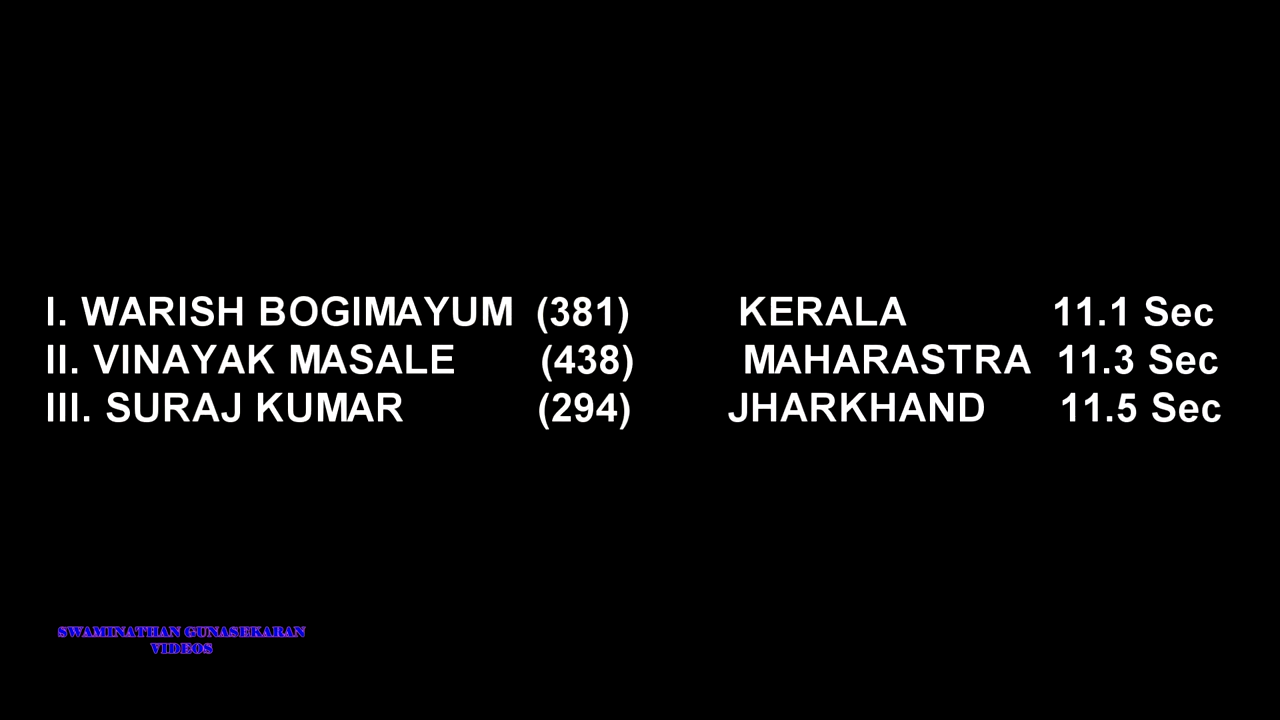 I. WARISH BOGIMAYUM (381) KERALA 11.1 Sec
II. VINAYAK MASALE (438) MAHARASTRA 11.3 Sec
III. SURAJ KUMAR (294) JHARKHAND 11.5 Sec
SWAMINATHAN GUNASEKARAN
VIDEOS